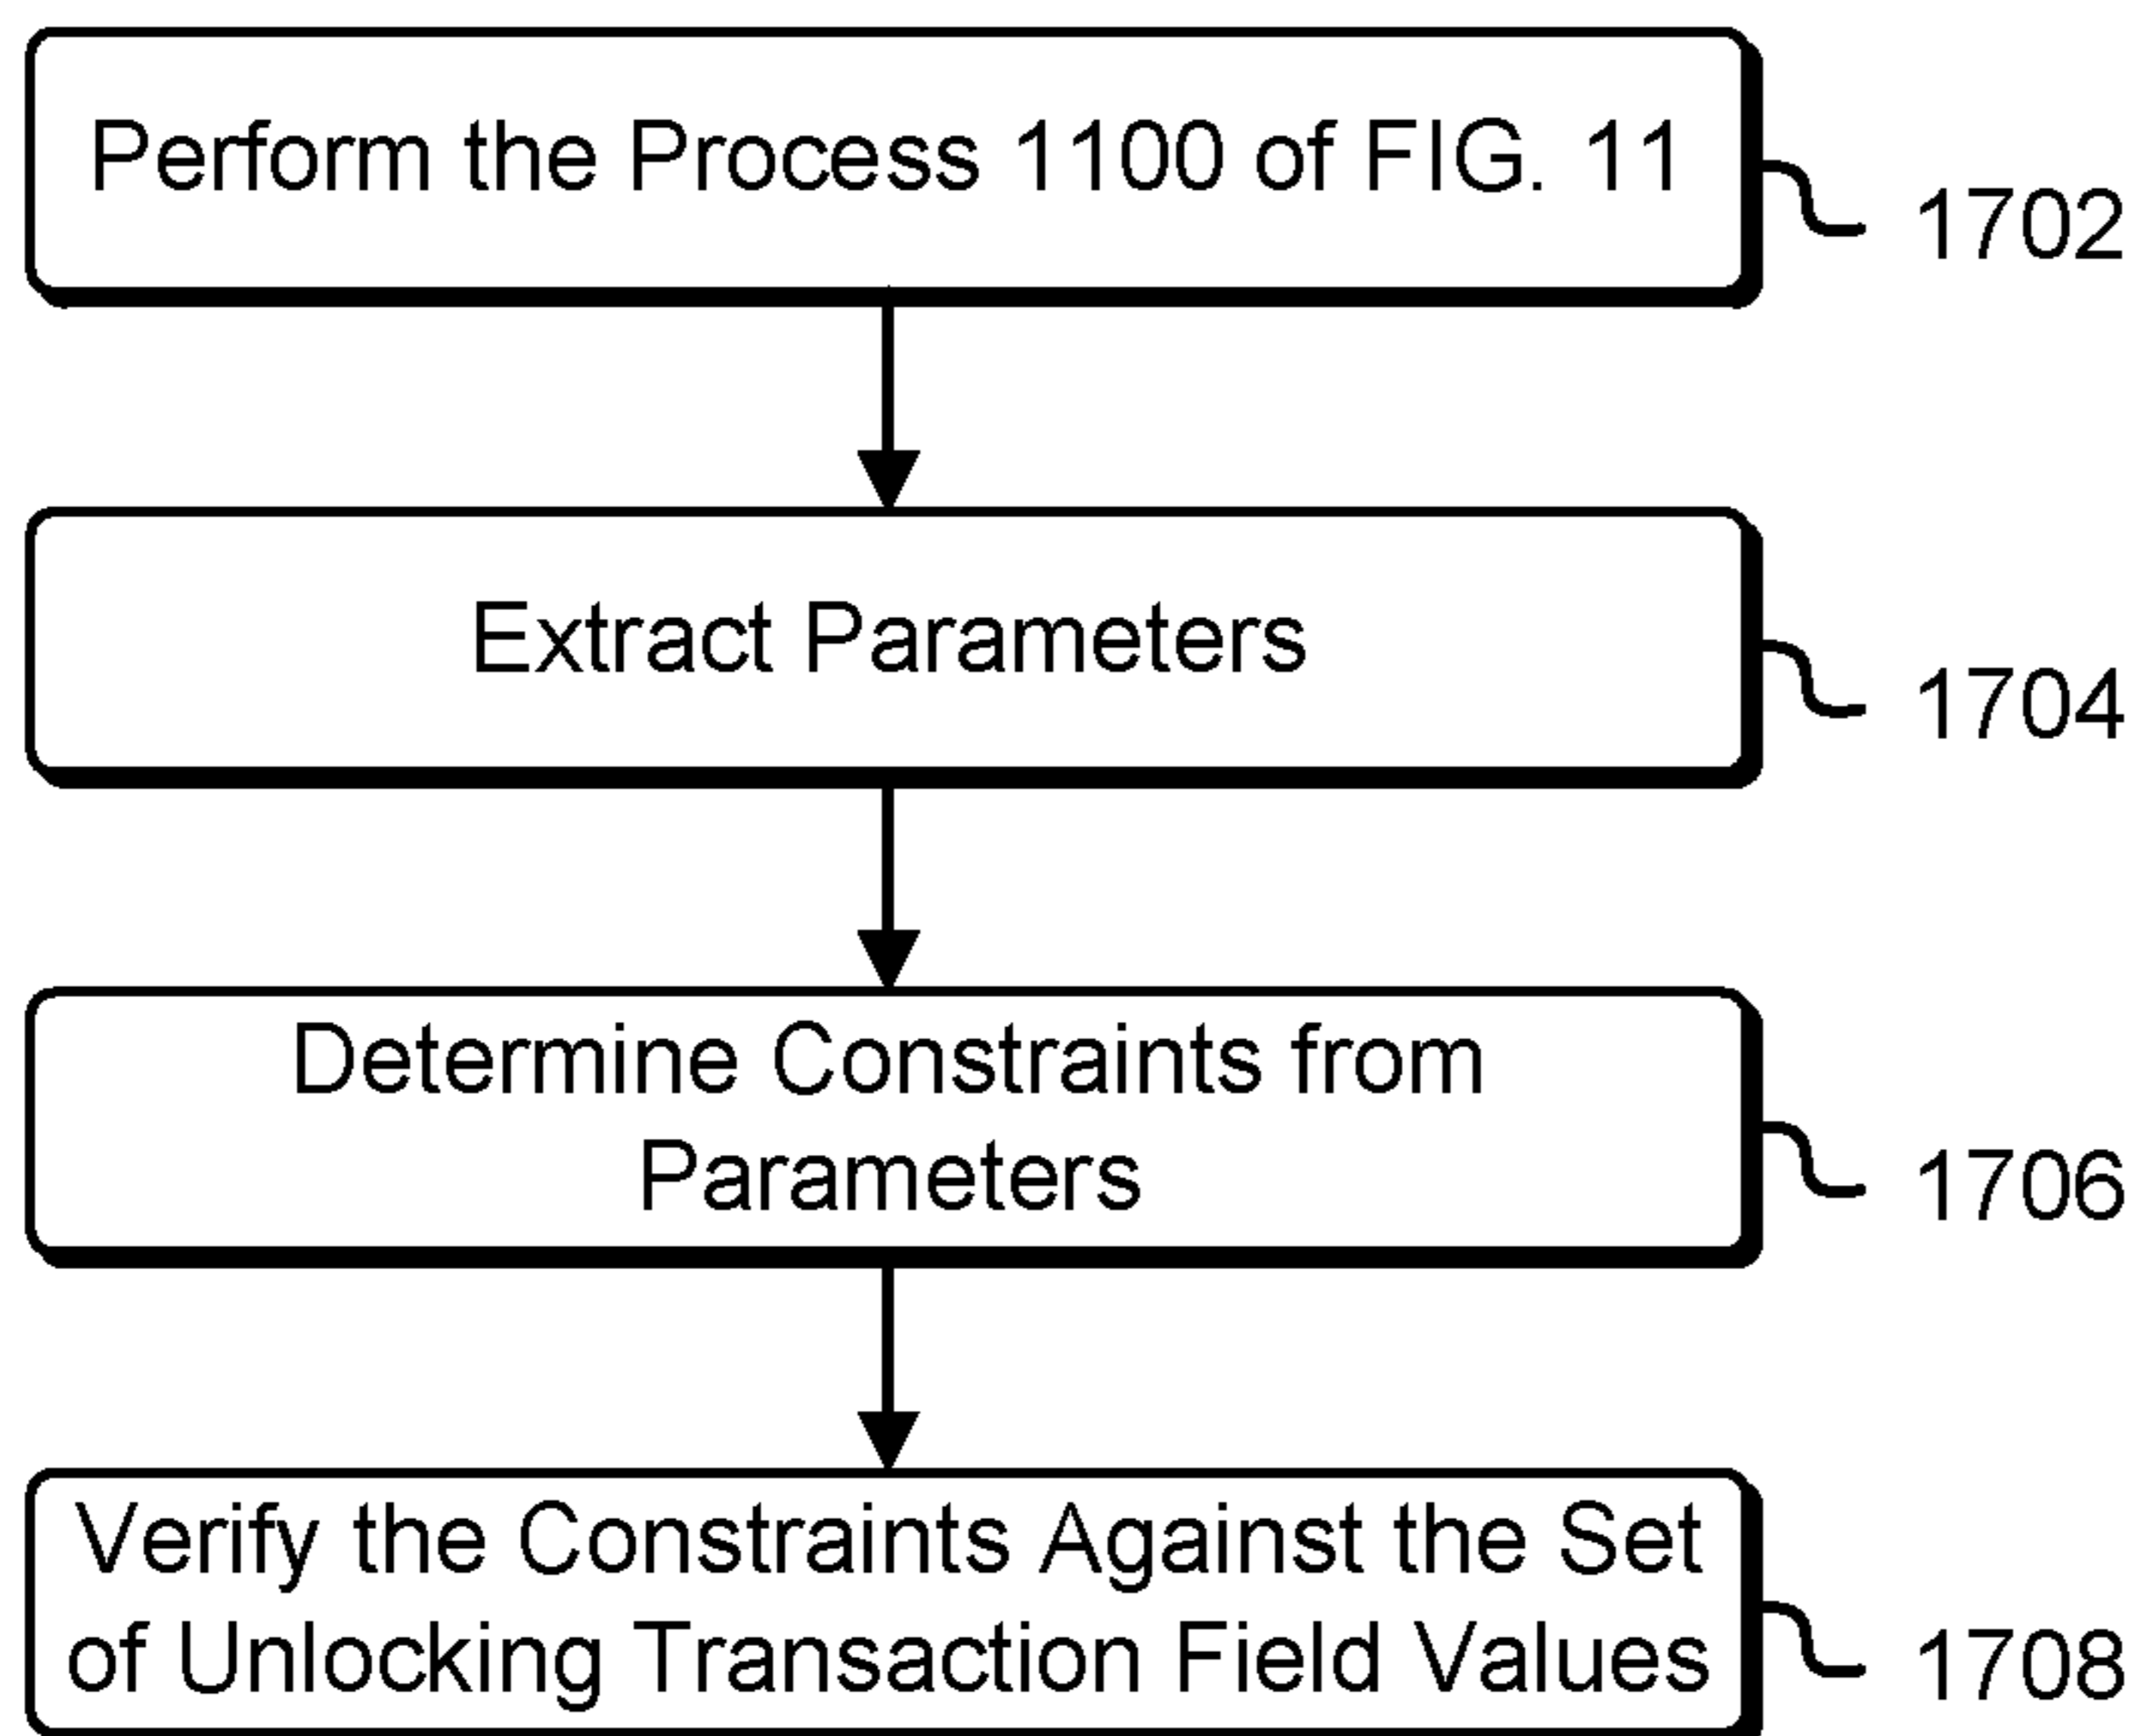 Perform the Process 1100 of FIG. 11
1702
Extract Parameters
1704
Determine Constraints from
Parameters
1706
Verify the Constraints Against the Set
of Unlocking Transaction Field Values
1708